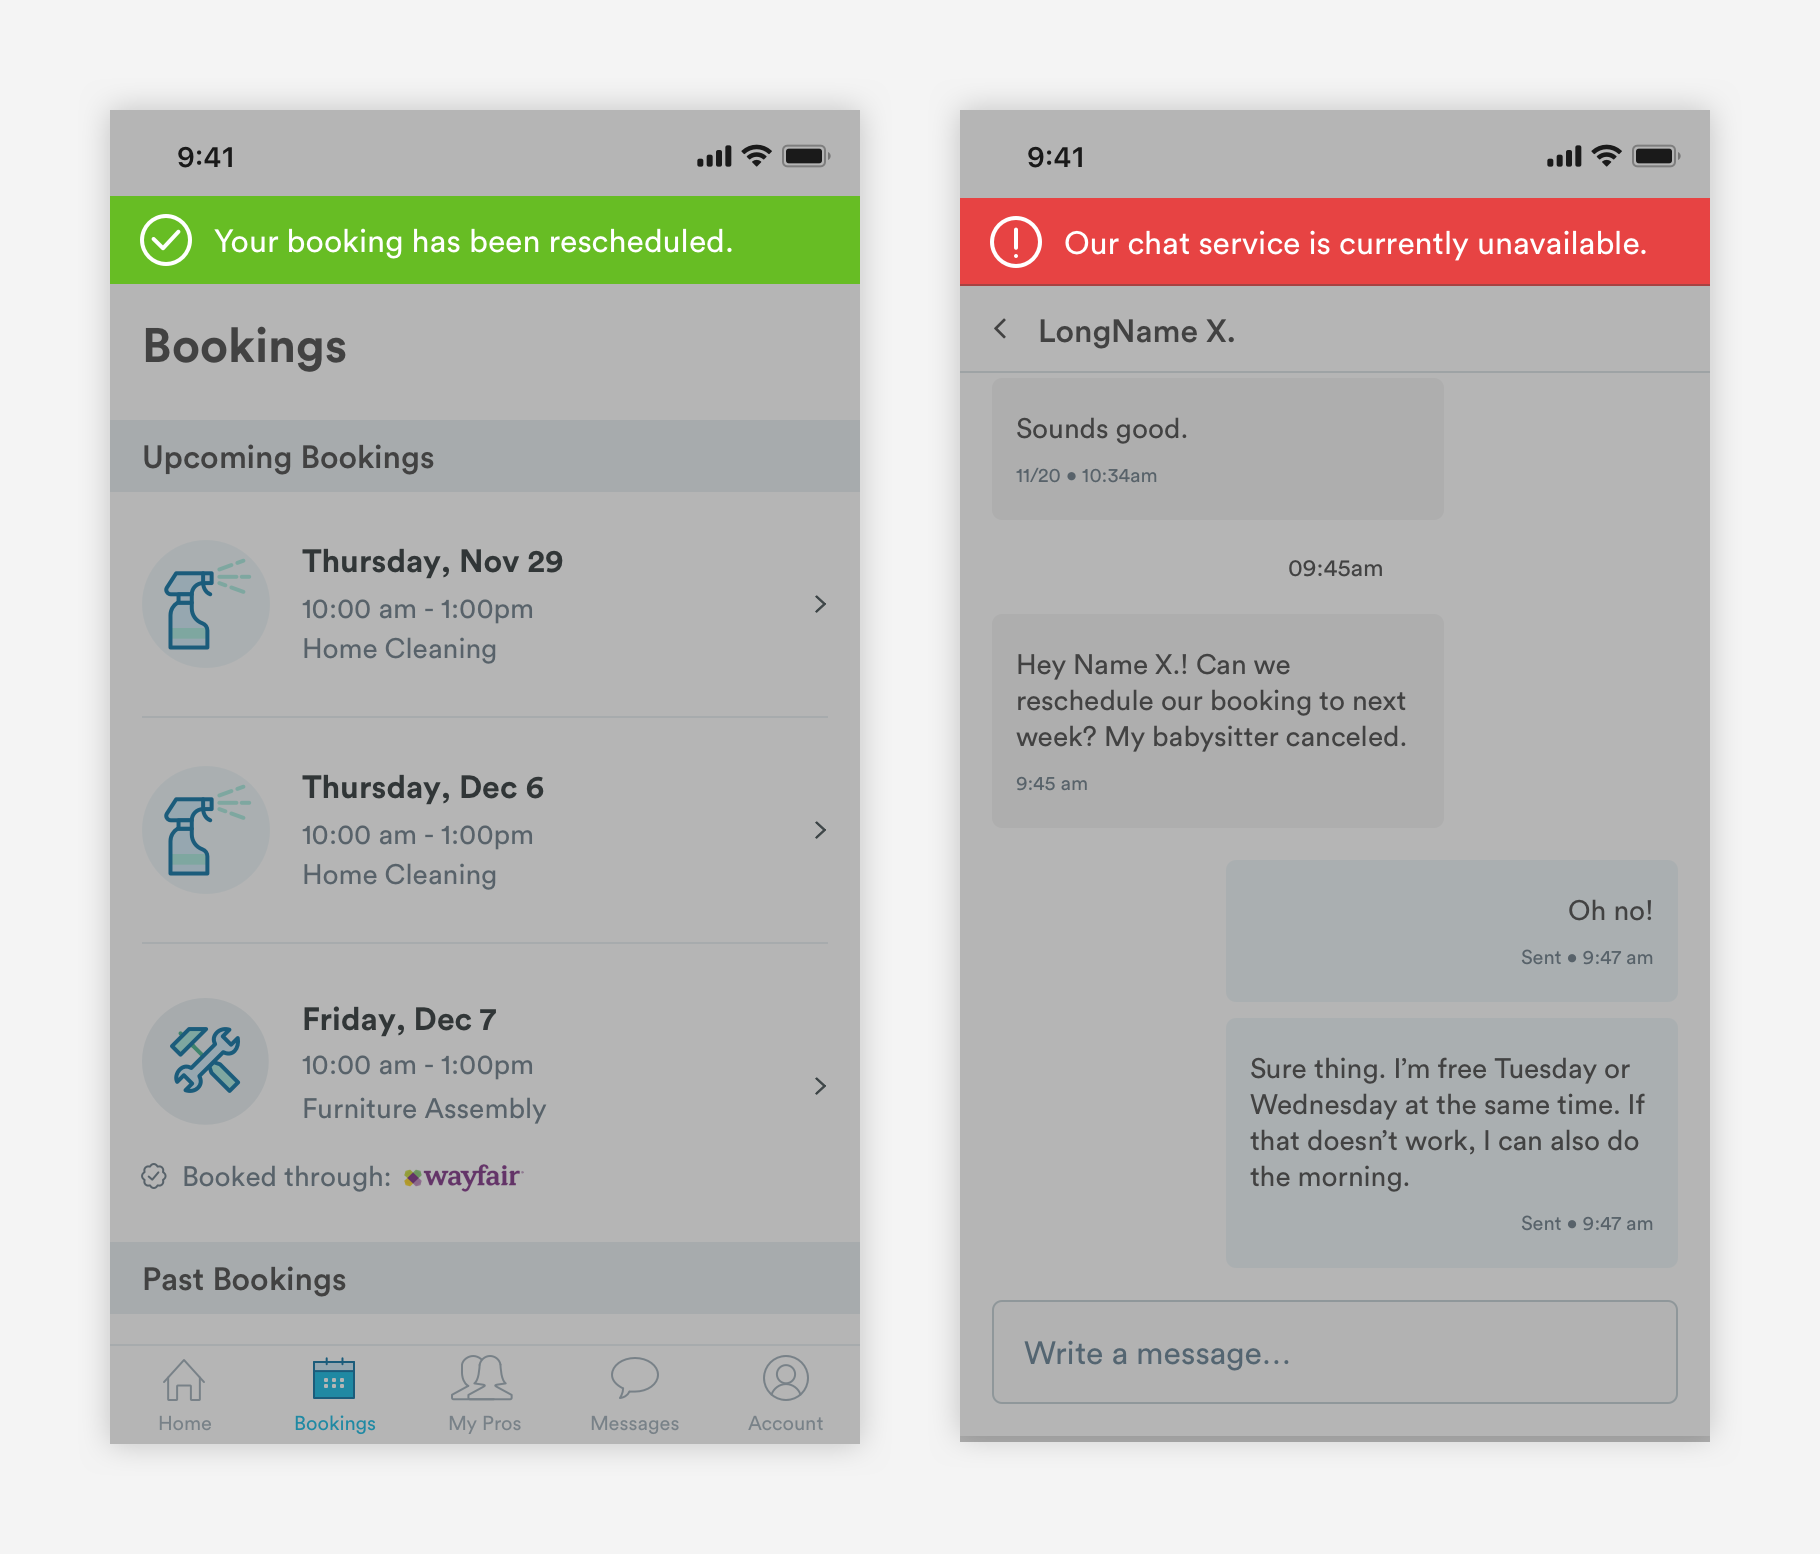 9:41
Your booking has been rescheduled.
Bookings
Upcoming Bookings
Thursday, Nov 29
10:00 am - 1:00pm
Home Cleaning
Thursday, Dec 6
10:00 am - 1:00pm
Home Cleaning
Friday, Dec 7
10:00 am - 1:00pm
Furniture Assembly
Booked through: wayfair
Past Bookings
Home
Bookings
My Pros
Messages
Account
9:41
Our chat service is currently unavailable.
LongName X.
Sounds good.
11/20 • 10:34am
09:45am
Hey Name X.! Can we
reschedule our booking to next
week? My babysitter canceled.
9:45 am
Oh no!
Sent • 9:47 am
Sure thing. I’m free Tuesday or
Wednesday at the same time. If
that doesn’t work, I can also do
the morning.
Sent • 9:47 am
Write a message...